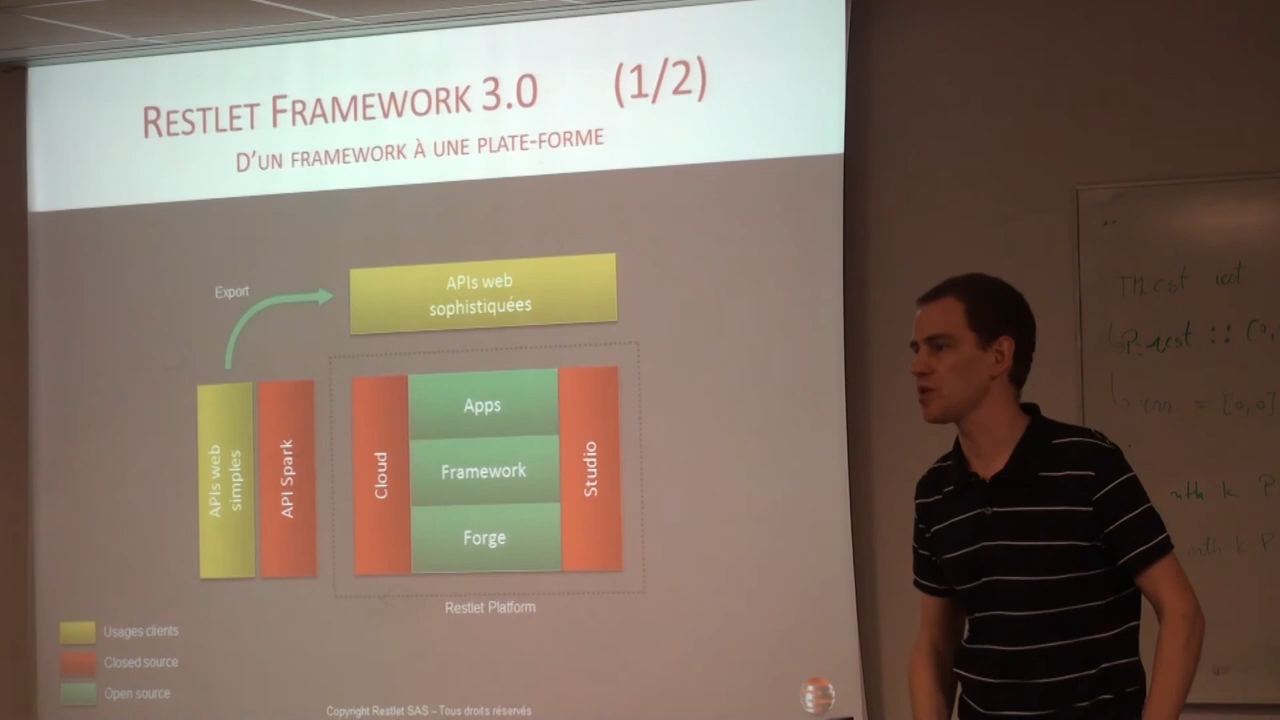 RESTLET FRAMEWORK 3.0 (1/2)
D'UN FRAMEWORK À UNE PLATE-FORME
Export
APIs web
sophistiquées
APIs web
simples
API Spark
Cloud
Apps
Framework
Forge
Studio
Restlet Platform
Usages clients
Closed source
Open source
Copyright Restlet SAS – Tous droits réservés